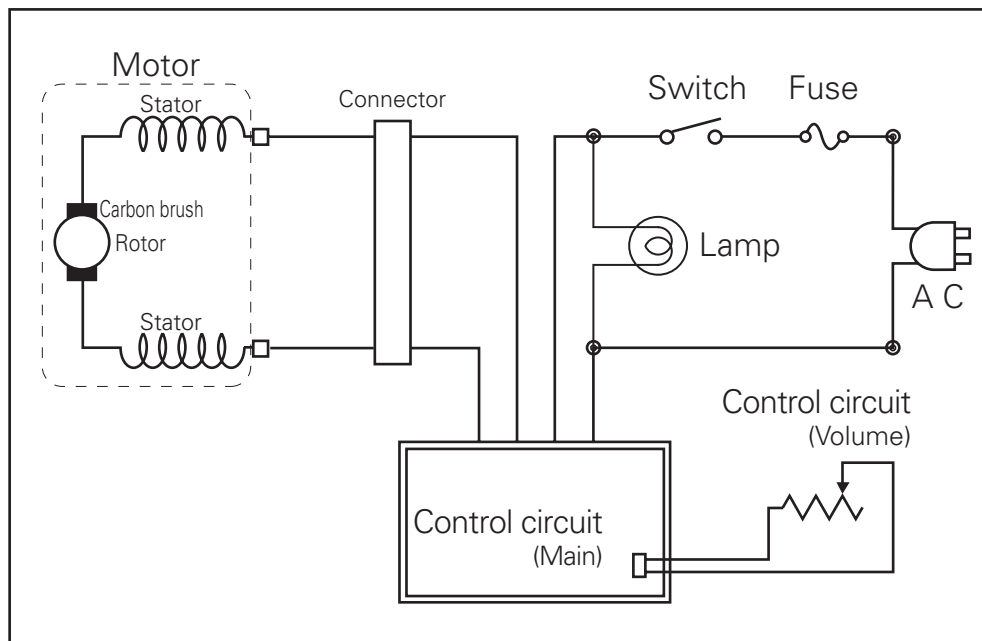 Motor
Stator
Connector
Switch
Fuse
Carbon brush
Rotor
Lamp
A C
Stator
Control circuit
(Volume)
Control circuit
(Main)